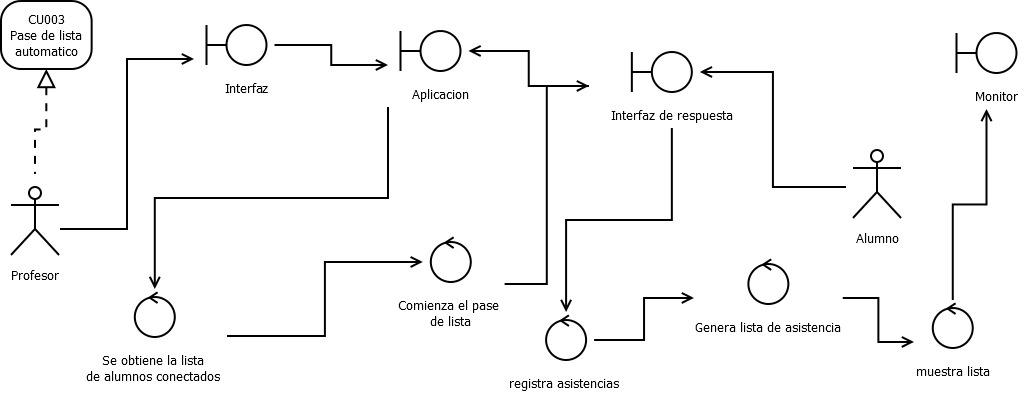 CU003
Pase de lista
automatico
Interfaz
Aplicacion
Interfaz de respuesta
Monitor
Profesor
Alumno
Comienza el pase
de lista
Genera lista de asistencia
Se obtiene la lista
de alumnos conectados
registra asistencias
muestra lista